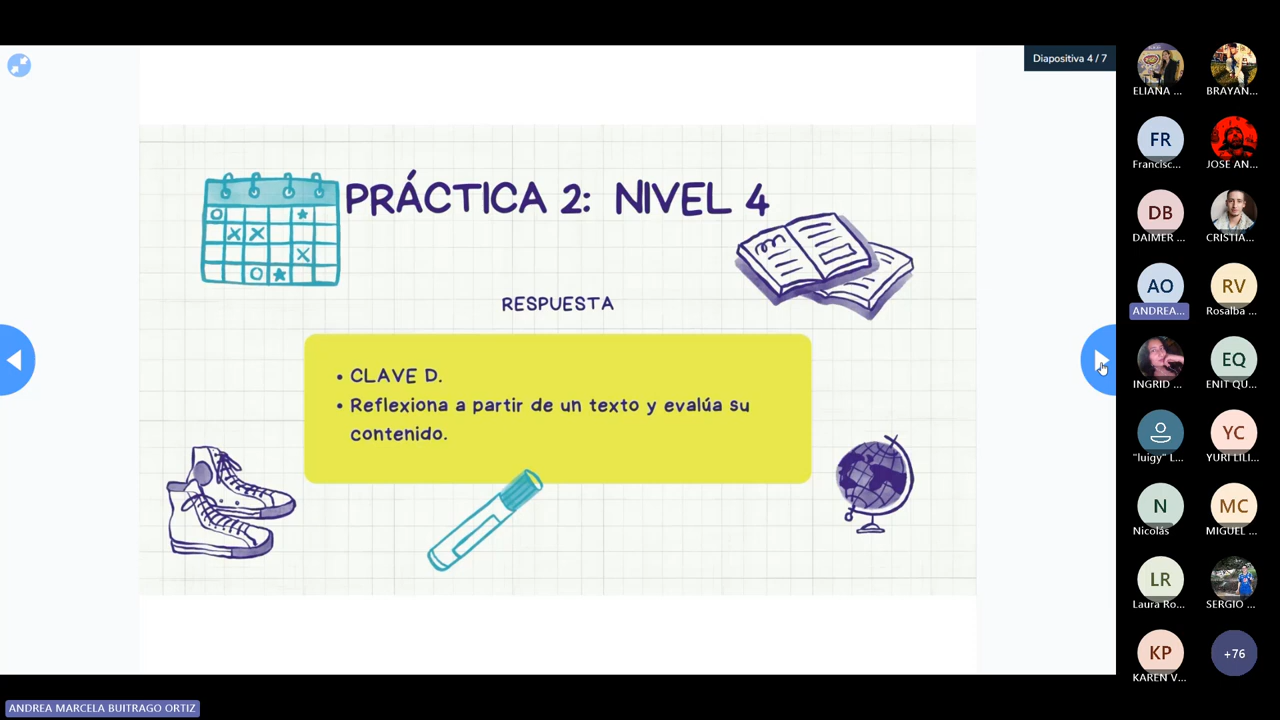 Diapositiva 4 / 7
PRÁCTICA 2: NIVEL 4
RESPUESTA
• CLAVE D.
• Reflexiona a partir de un texto y evalúa su
contenido.
ELIANA ...
BRAYAN...
FR
Francisc...
JOSE AN...
DB
DAIMER ...
CRISTIA...
AO
ANDREA...
RV
Rosalba ...
INGRID ...
EQ
ENIT QU...
"luigy" L...
YC
YURI LILI...
N
Nicolás
MC
MIGUEL ...
LR
Laura Ro...
SERGIO ...
KP
KAREN V...
+76
ANDREA MARCELA BUITRAGO ORTIZ